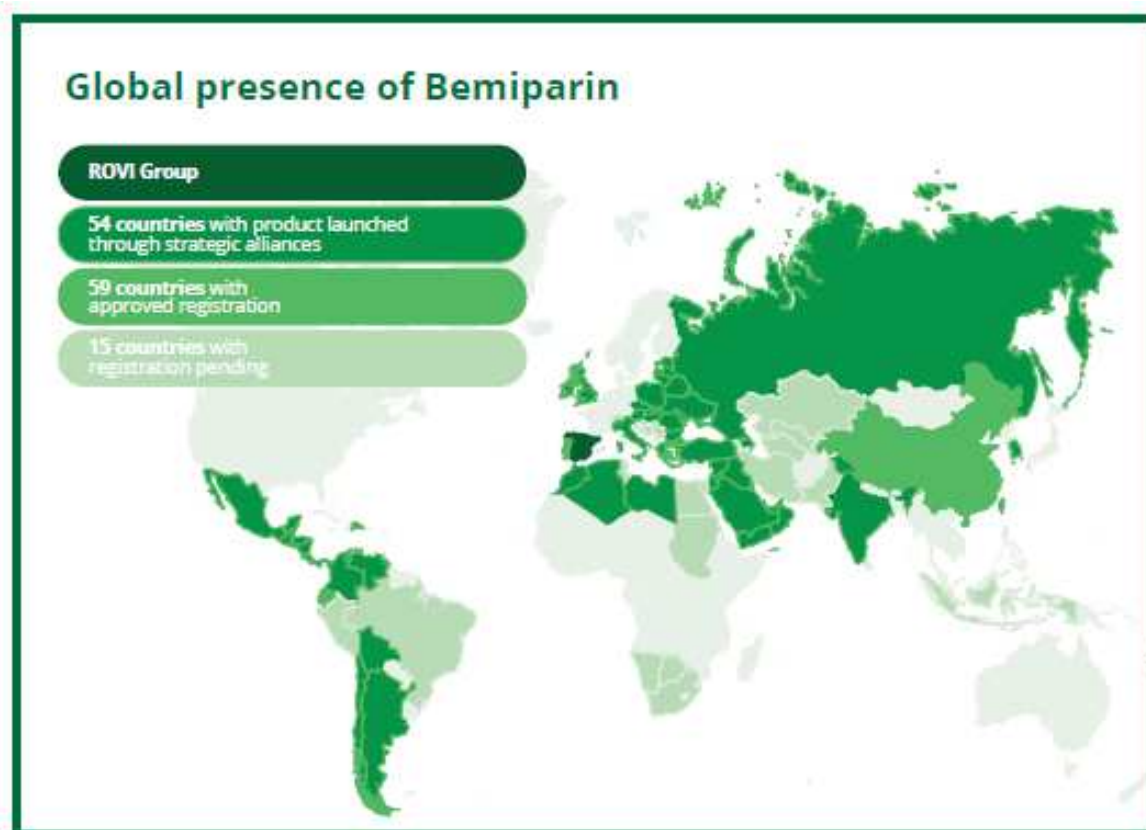 Global presence of Bemiparin
ROVI Group
54 countries with product launched
through strategic alliances
59 countries with
approved registration
15 countries with
registration pending